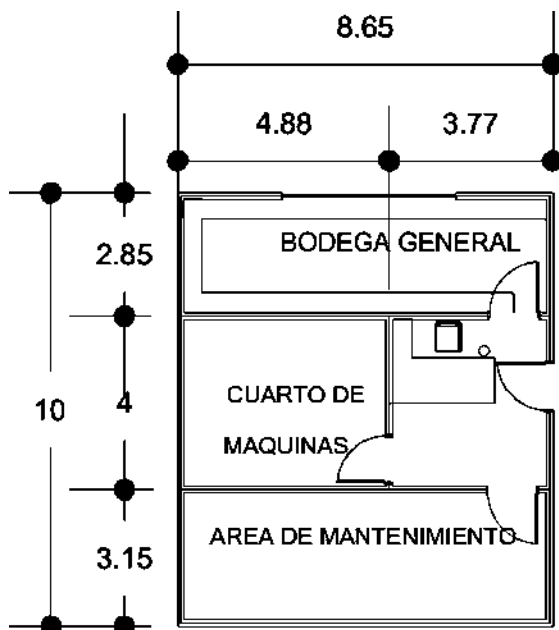 8.65
4.88 3.77
2.85
BODEGA GENERAL
10
4
CUARTO DE
MAQUINAS
3.15
AREA DE MANTENIMIENTO